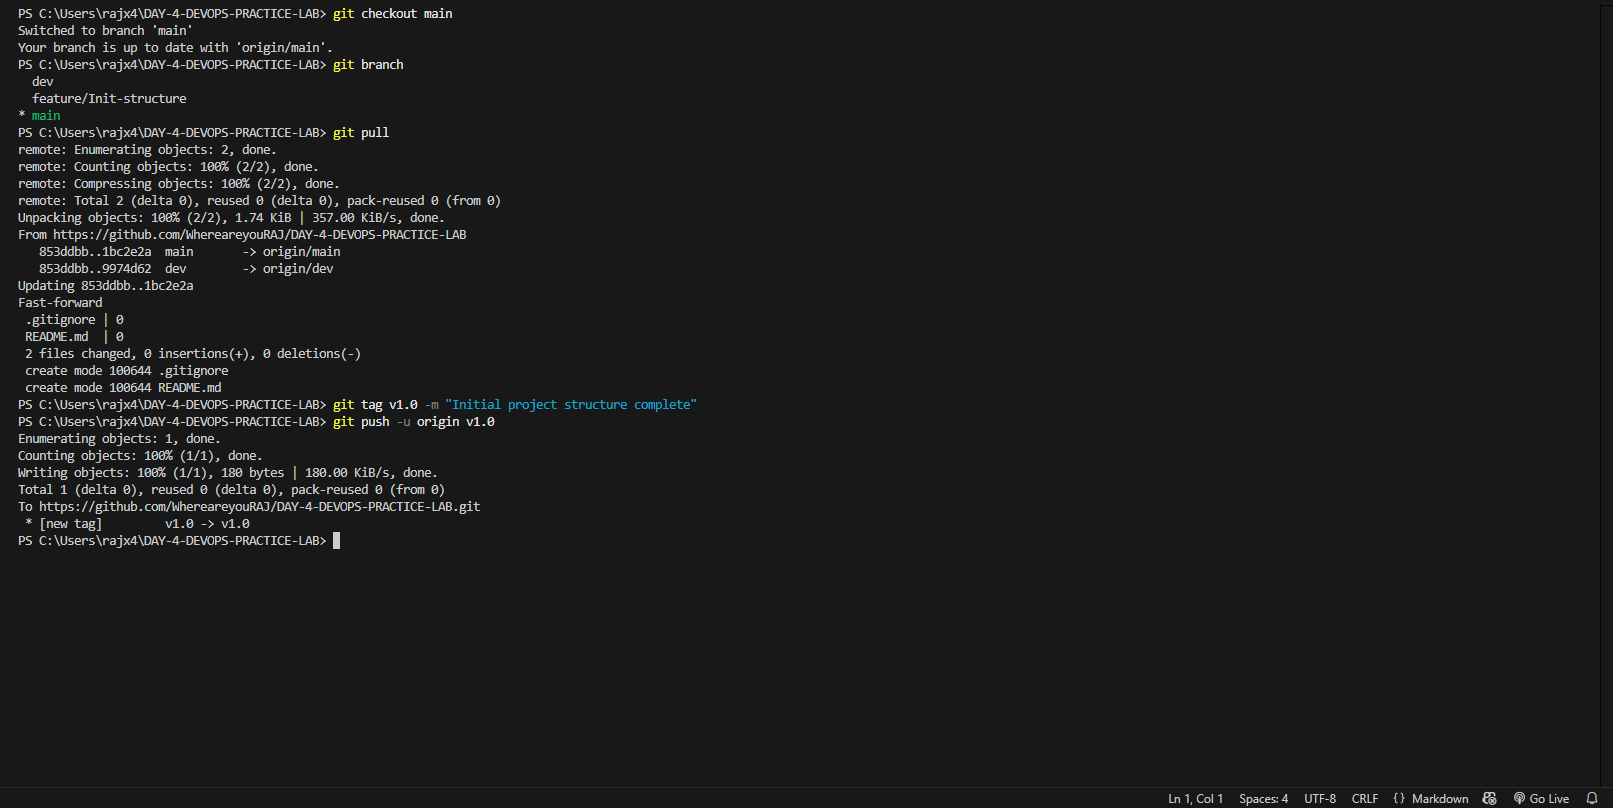 PS C:\Users\rajx4\DAY-4-DEVOPS-PRACTICE-LAB> git checkout main
Switched to branch 'main'
Your branch is up to date with 'origin/main'.
PS C:\Users\rajx4\DAY-4-DEVOPS-PRACTICE-LAB> git branch
  dev
  feature/Init-structure
* main
PS C:\Users\rajx4\DAY-4-DEVOPS-PRACTICE-LAB> git pull
remote: Enumerating objects: 2, done.
remote: Counting objects: 100% (2/2), done.
remote: Compressing objects: 100% (2/2), done.
remote: Total 2 (delta 0), reused 0 (delta 0), pack-reused 0 (from 0)
Unpacking objects: 100% (2/2), 1.74 KiB | 357.00 KiB/s, done.
From https://github.com/WhereareyouRAJ/DAY-4-DEVOPS-PRACTICE-LAB
   853ddbb..1bc2e2a  main       -> origin/main
   853ddbb..9974d62  dev        -> origin/dev
Updating 853ddbb..1bc2e2a
Fast-forward
 .gitignore | 0
 README.md  | 0
 2 files changed, 0 insertions(+), 0 deletions(-)
 create mode 100644 .gitignore
 create mode 100644 README.md
PS C:\Users\rajx4\DAY-4-DEVOPS-PRACTICE-LAB> git tag v1.0 -m "Initial project structure complete"
PS C:\Users\rajx4\DAY-4-DEVOPS-PRACTICE-LAB> git push -u origin v1.0
Enumerating objects: 1, done.
Counting objects: 100% (1/1), done.
Writing objects: 100% (1/1), 180 bytes | 180.00 KiB/s, done.
Total 1 (delta 0), reused 0 (delta 0), pack-reused 0 (from 0)
To https://github.com/WhereareyouRAJ/DAY-4-DEVOPS-PRACTICE-LAB.git
 * [new tag]         v1.0 -> v1.0
PS C:\Users\rajx4\DAY-4-DEVOPS-PRACTICE-LAB>
Ln 1, Col 1 Spaces: 4 UTF-8 CRLF {} Markdown Go Live